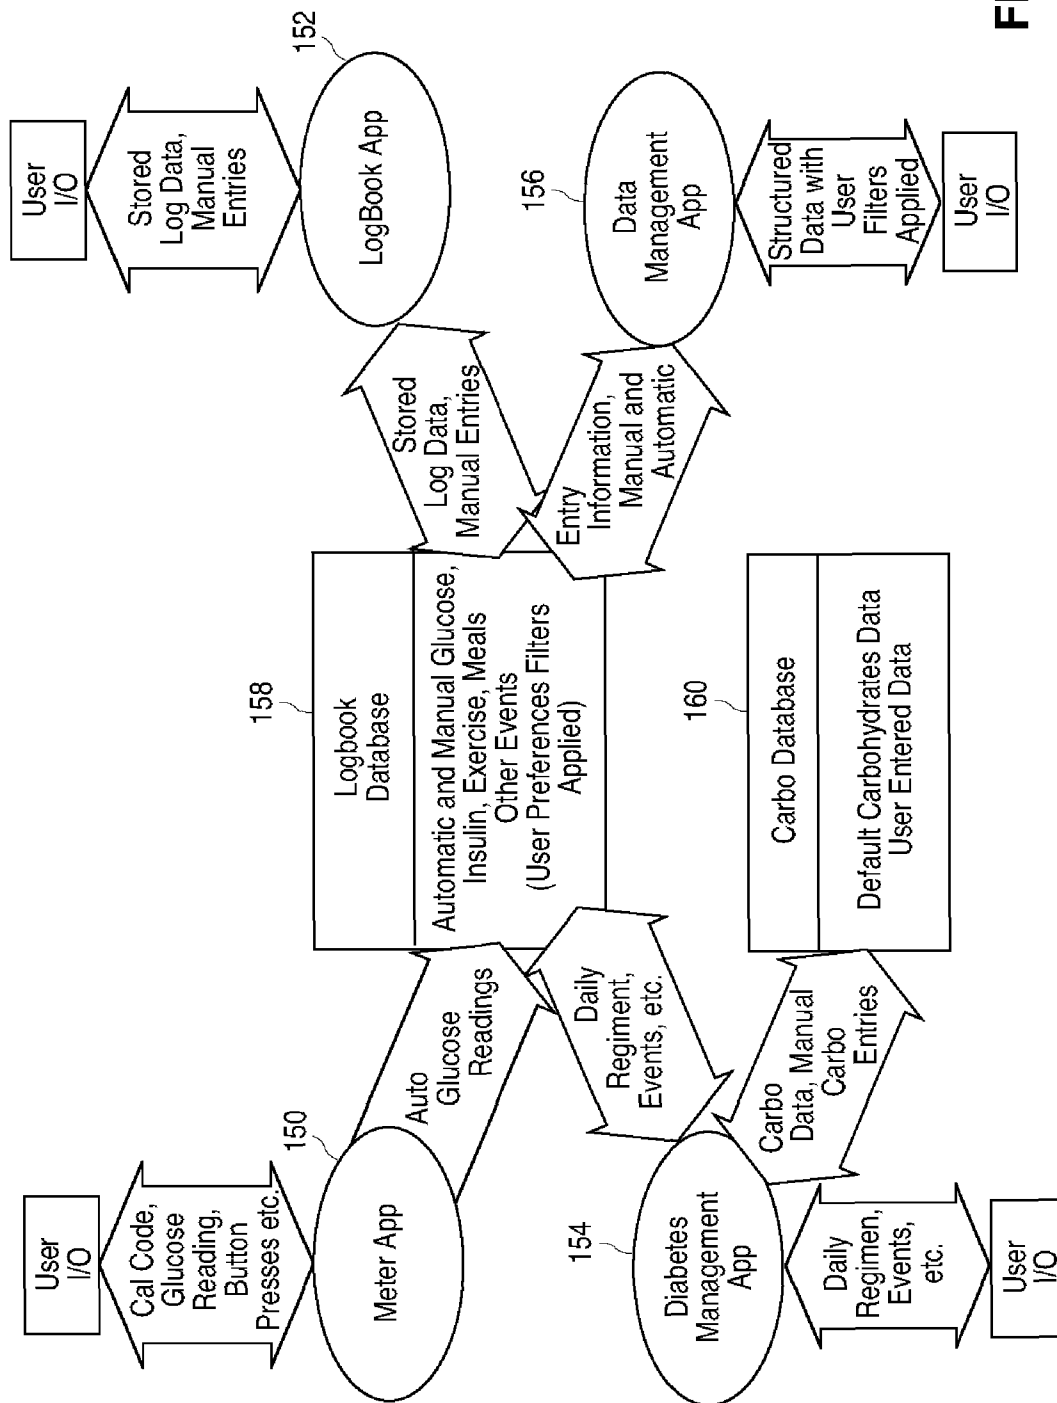 User
I/O
Cal Code,
Glucose
Reading,
Button
Presses etc.
150
Meter App
Auto
Glucose
Readings
158
Logbook
Database
Automatic and Manual Glucose,
Insulin, Exercise, Meals
Other Events
(User Preferences Filters
Applied)
Stored
Log Data,
Manual Entries
User
I/O
Stored
Log Data,
Manual
Entries
152
LogBook App
154
Diabetes
Management
App
Daily
Regiment,
Events, etc.
Daily
Regimen,
Events,
etc.
User
I/O
Carbo
Data, Manual
Carbo
Entries
160
Carbo Database
Default Carbohydrates Data
User Entered Data
Entry
Information,
Manual and
Automatic
156
Data
Management
App
Structured
Data with
User
Filters
Applied
User
I/O